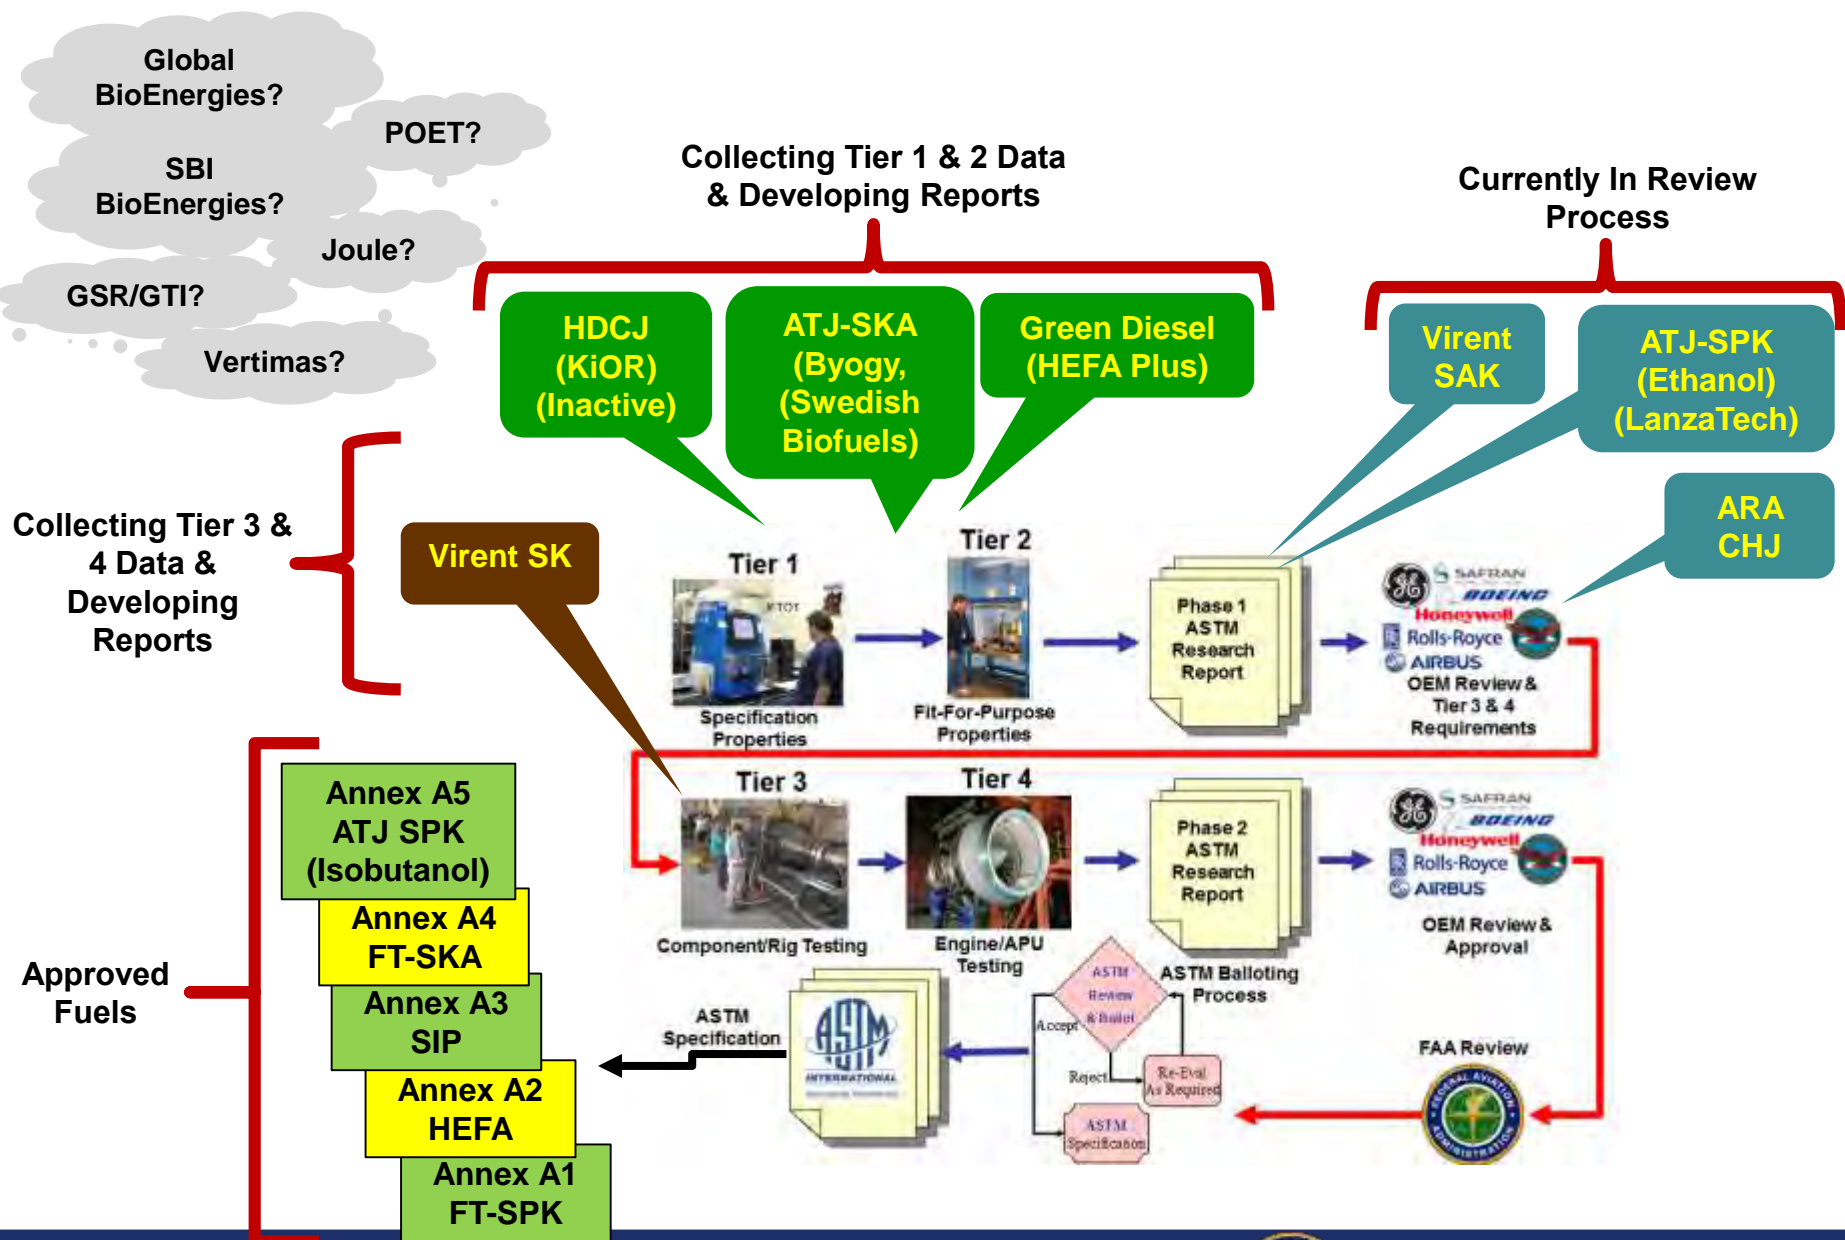 Global
BioEnergies?
POET?
SBI
BioEnergies?
Joule?
GSR/GTI?
Vertimas?
Collecting Tier 1 & 2 Data
& Developing Reports
Currently In Review
Process
HDCJ
(KiOR)
(Inactive)
ATJ-SKA
(Byogy,
(Swedish
Biofuels)
Green Diesel
(HEFA Plus)
Virent
SAK
ATJ-SPK
(Ethanol)
(LanzaTech)
ARA
CHJ
Collecting Tier 3 &
4 Data &
Developing
Reports
Virent SK
Tier 1
Specification
Properties
Tier 2
Fit-For-Purpose
Properties
Phase 1
ASTM
Research
Report
GE
SAFRAN
BOEING
Honeywell
Rolls-Royce
AIRBUS
OEM Review &
Tier 3 & 4
Requirements
Tier 3
Component/Rig Testing
Tier 4
Engine/APU
Testing
Phase 2
ASTM
Research
Report
GE
SAFRAN
BOEING
Honeywell
Rolls-Royce
AIRBUS
OEM Review &
Approval
ASTM Balloting
Process
ASTM
Review
& Ballot
Accept
Reject
Re-Eval
As Required
ASTM
Specification
FAA Review
FEDERAL AVIATION
ADMINISTRATION
ASTM
Specification
ASTM
INTERNATIONAL
Approved
Fuels
Annex A5
ATJ SPK
(Isobutanol)
Annex A4
FT-SKA
Annex A3
SIP
Annex A2
HEFA
Annex A1
FT-SPK